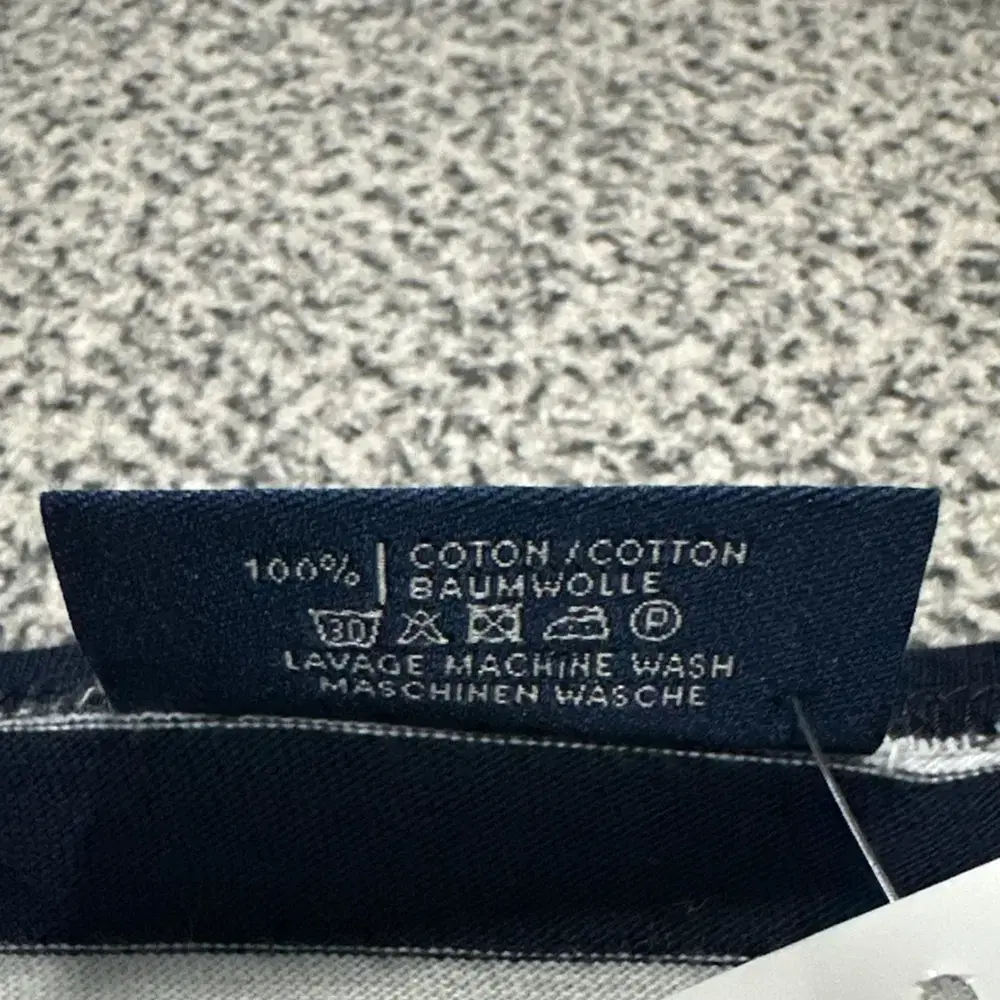 100% | COTON / COTTON
BAUMWOLLE
30 P
LAVAGE MACHINE WASH
MASCHINEN WASCHE